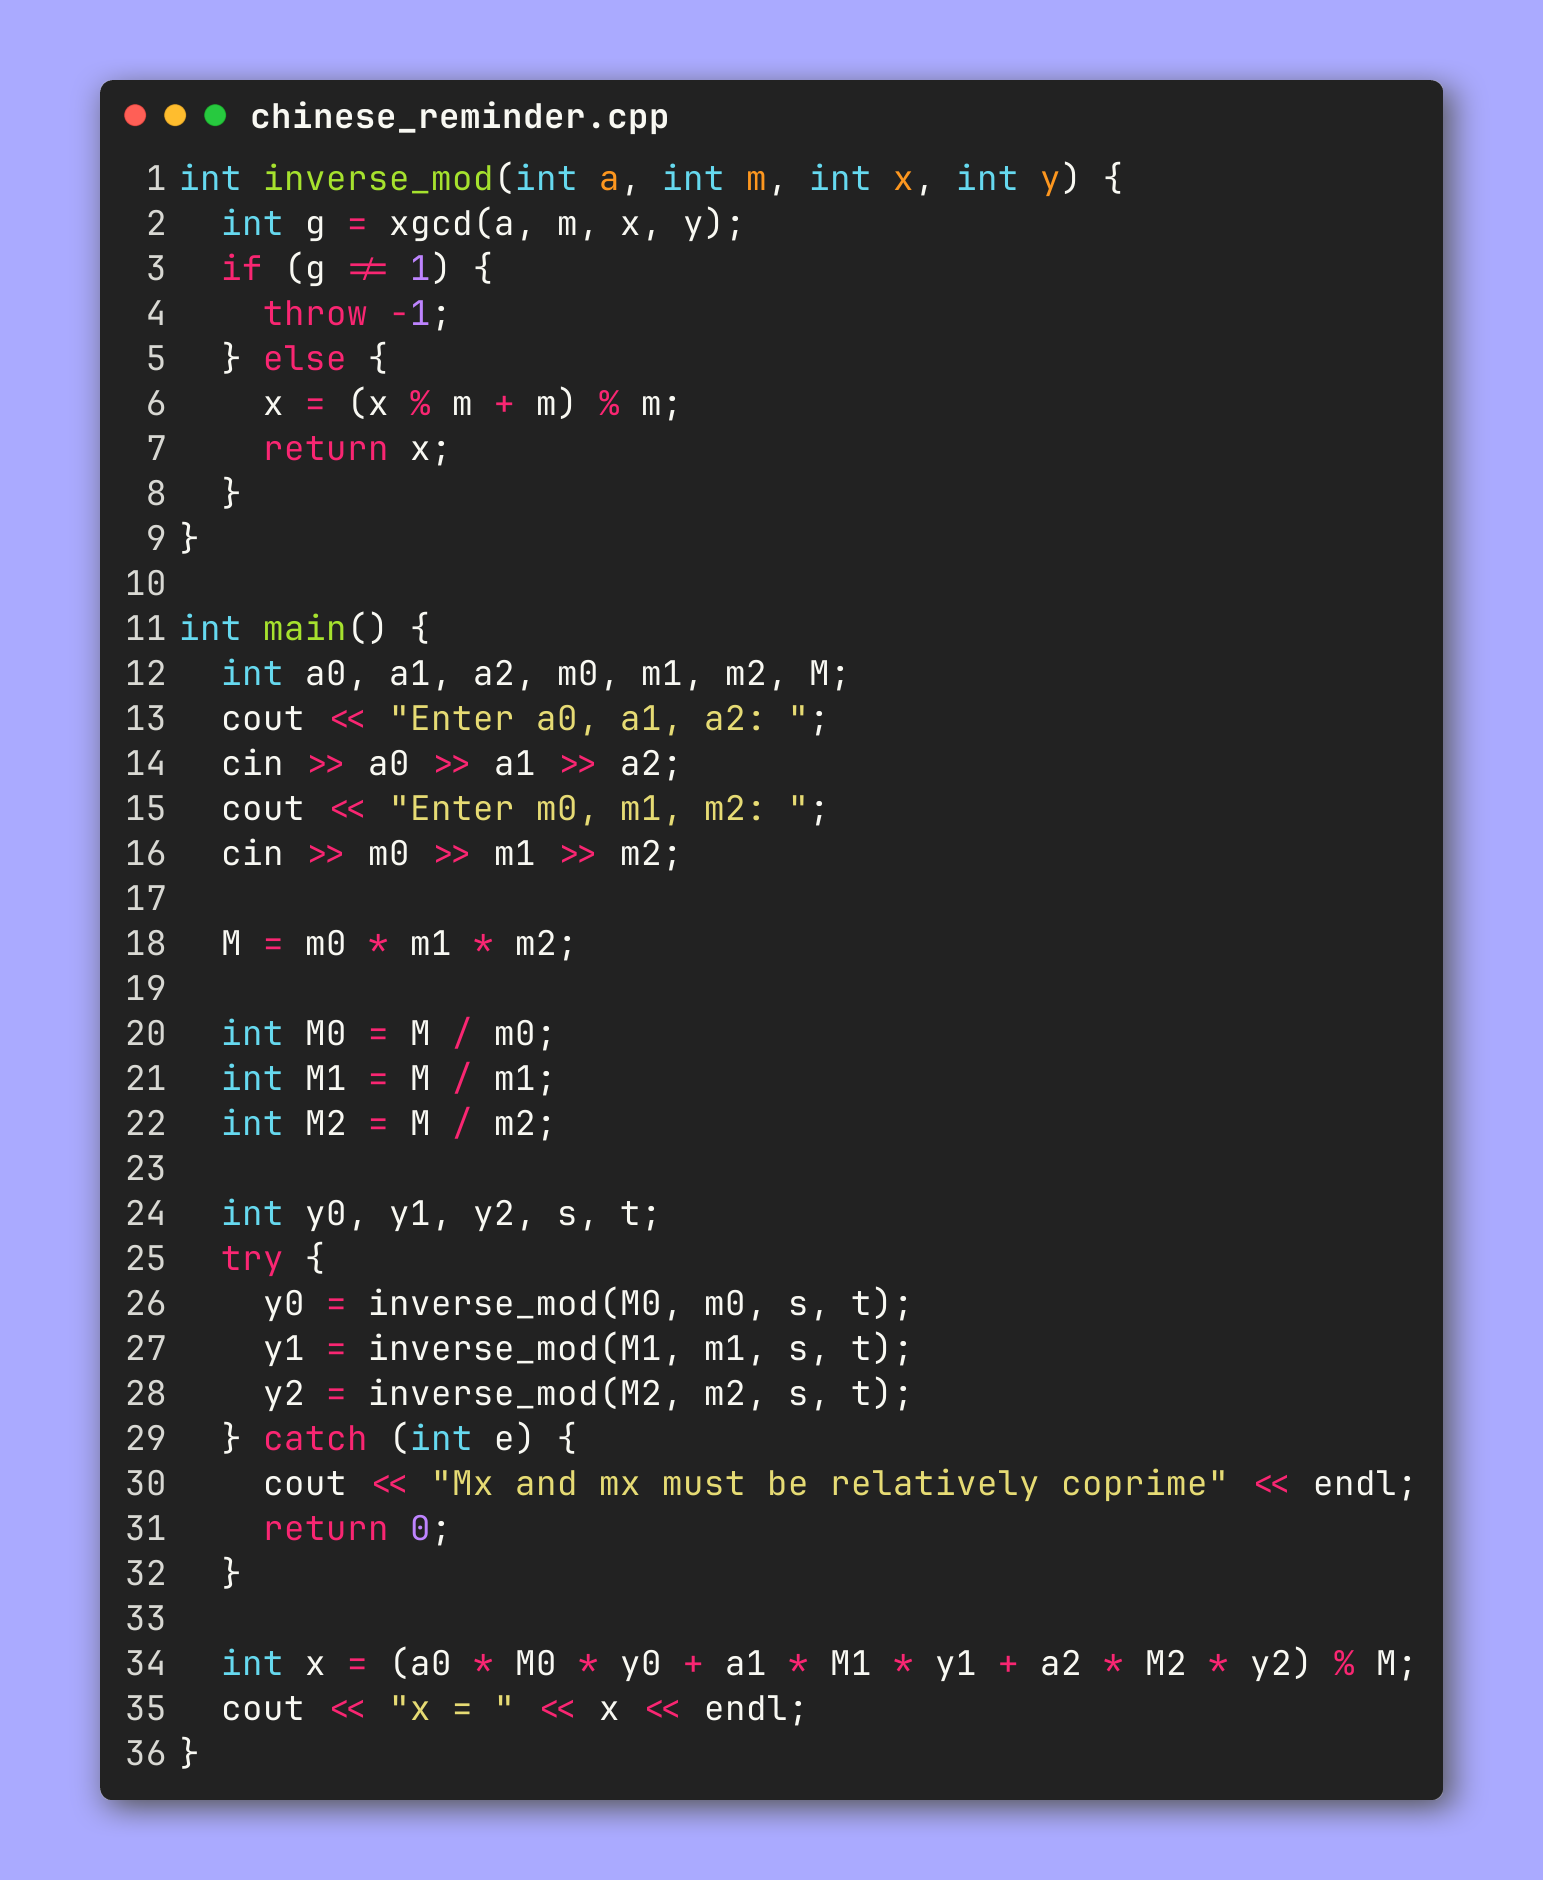 chinese_reminder.cpp
1 int inverse_mod(int a, int m, int x, int y) {
2   int g = xgcd(a, m, x, y);
3   if (g != 1) {
4     throw -1;
5   } else {
6     x = (x % m + m) % m;
7     return x;
8   }
9 }
10
11 int main() {
12   int a0, a1, a2, m0, m1, m2, M;
13   cout << "Enter a0, a1, a2: ";
14   cin >> a0 >> a1 >> a2;
15   cout << "Enter m0, m1, m2: ";
16   cin >> m0 >> m1 >> m2;
17
18   M = m0 * m1 * m2;
19
20   int M0 = M / m0;
21   int M1 = M / m1;
22   int M2 = M / m2;
23
24   int y0, y1, y2, s, t;
25   try {
26     y0 = inverse_mod(M0, m0, s, t);
27     y1 = inverse_mod(M1, m1, s, t);
28     y2 = inverse_mod(M2, m2, s, t);
29   } catch (int e) {
30     cout << "Mx and mx must be relatively coprime" << endl;
31     return 0;
32   }
33
34   int x = (a0 * M0 * y0 + a1 * M1 * y1 + a2 * M2 * y2) % M;
35   cout << "x = " << x << endl;
36 }